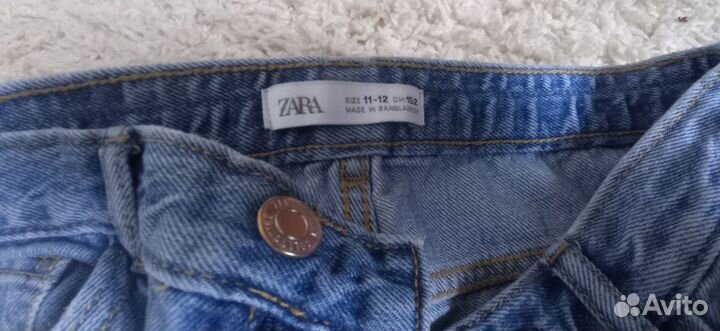 ZARA
SIZE 11-12 CM 152
MADE IN BANGLADESH
Avito